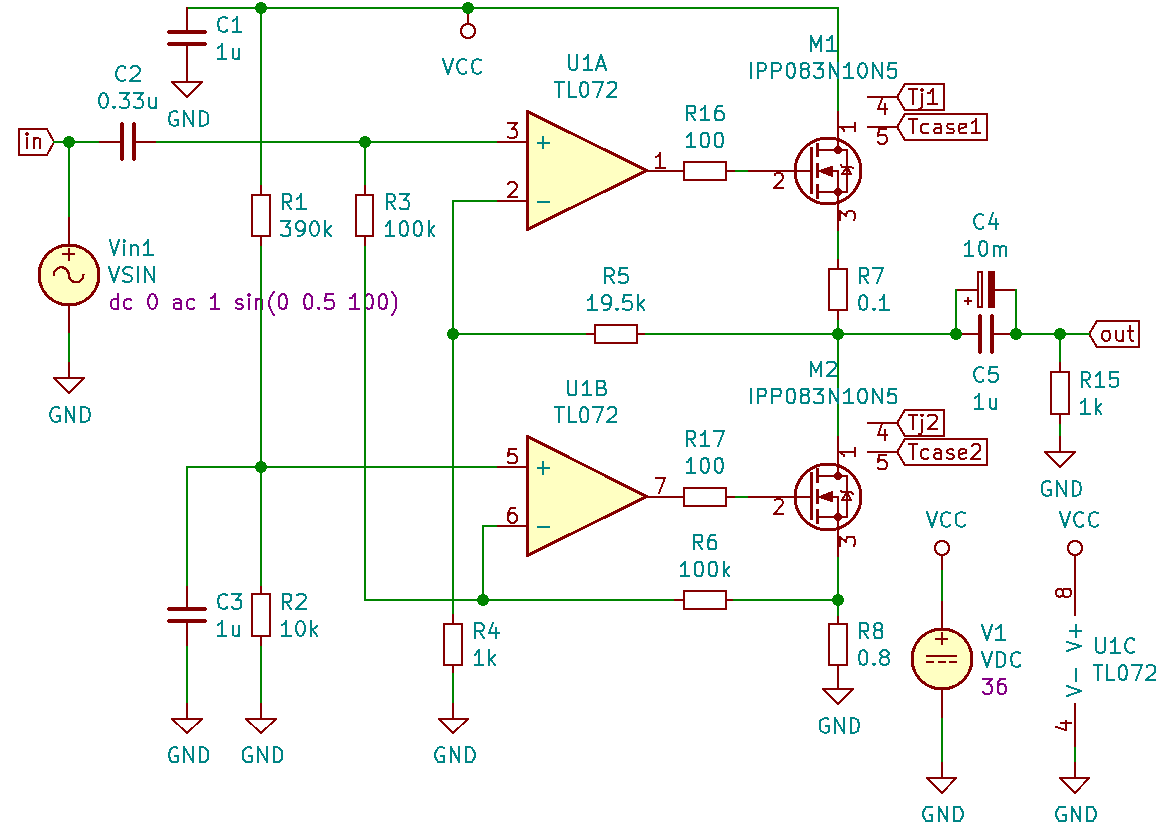 C1
1u
GND
VCC
C2
0.33u
in
U1A
TL072
3
+
2
−
1
R16
100
M1
IPP083N10N5
Tj1
4
Tcase1
5
1
2
3
R1
390k
R3
100k
Vin1
VSIN
dc 0 ac 1 sin(0 0.5 100)
+
GND
R5
19.5k
R7
0.1
C4
10m
+
C5
1u
out
R15
1k
GND
U1B
TL072
5
+
6
−
7
R17
100
M2
IPP083N10N5
Tj2
4
Tcase2
5
1
2
3
R6
100k
C3
1u
GND
R2
10k
GND
R4
1k
GND
R8
0.8
GND
VCC
+
V1
VDC
36
GND
VCC
8
V+
V−
4
U1C
TL072
GND